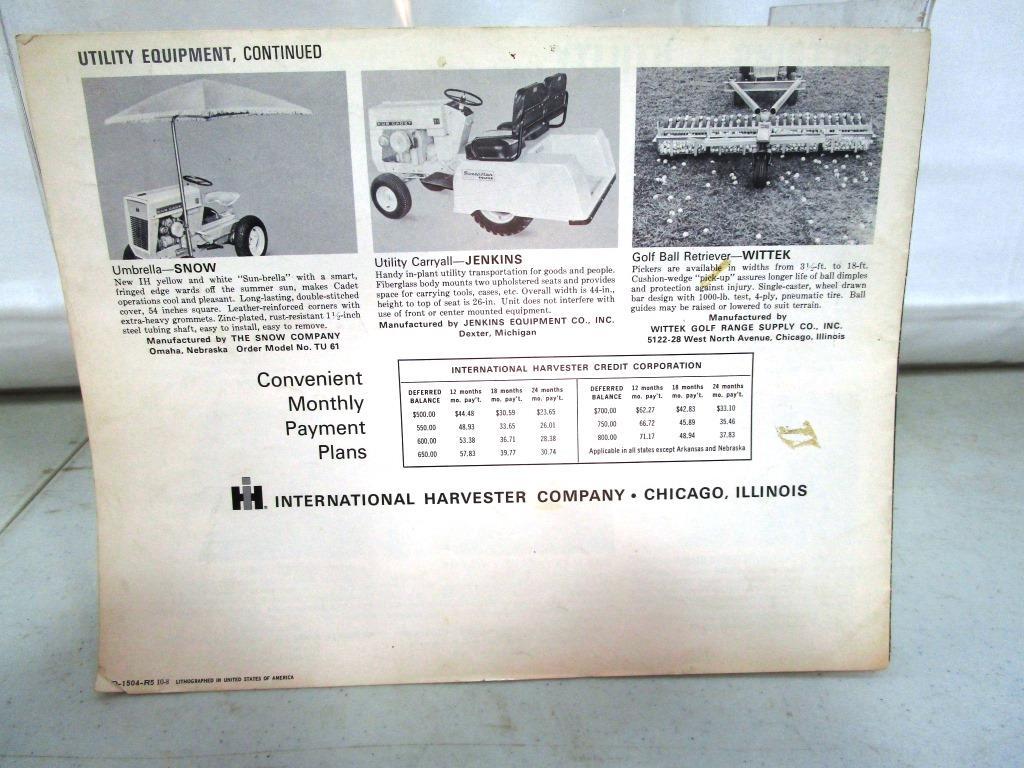 UTILITY EQUIPMENT, CONTINUED
CUB CADET
Umbrella—SNOW
New IH yellow and white "Sun-brella" with a smart,
fringed edge wards off the summer sun, makes Cadet
operations cool and pleasant. Long-lasting, double-stitched
cover, 54 inches square. Leather-reinforced corners with
extra-heavy grommets. Zinc-plated, rust-resistant 1½-inch
steel tubing shaft, easy to install, easy to remove.
Manufactured by THE SNOW COMPANY
Omaha, Nebraska Order Model No. TU 61
Utility Carryall—JENKINS
Handy in-plant utility transportation for goods and people.
Fiberglass body mounts two upholstered seats and provides
space for carrying tools, cases, etc. Overall width is 44-in.,
height to top of seat is 26-in. Unit does not interfere with
use of front or center mounted equipment.
Manufactured by JENKINS EQUIPMENT CO., INC.
Dexter, Michigan
Golf Ball Retriever—WITTEK
Pickers are available in widths from 3½-ft. to 18-ft.
Cushion-wedge "pick-up" assures longer life of ball dimples
and protection against injury. Single-caster, wheel drawn
bar design with 1000-lb. test, 4-ply, pneumatic tire. Ball
guides may be raised or lowered to suit terrain.
Manufactured by
WITTEK GOLF RANGE SUPPLY CO., INC.
5122-28 West North Avenue, Chicago, Illinois
Convenient
Monthly
Payment
Plans
INTERNATIONAL HARVESTER CREDIT CORPORATION
DEFERRED BALANCE 12 months mo. pay't. 18 months mo. pay't. 24 months mo. pay't.
$500.00 $44.48 $30.59 $23.65
550.00 48.93 33.65 26.01
600.00 53.38 36.71 28.38
650.00 57.83 39.77 30.74
DEFERRED BALANCE 12 months mo. pay't. 18 months mo. pay't. 24 months mo. pay't.
$700.00 $62.27 $42.83 $33.10
750.00 66.72 45.89 35.46
800.00 71.17 48.94 37.83
Applicable in all states except Arkansas and Nebraska
IH INTERNATIONAL HARVESTER COMPANY • CHICAGO, ILLINOIS
-1504-R5 10-8 LITHOGRAPHED IN UNITED STATES OF AMERICA